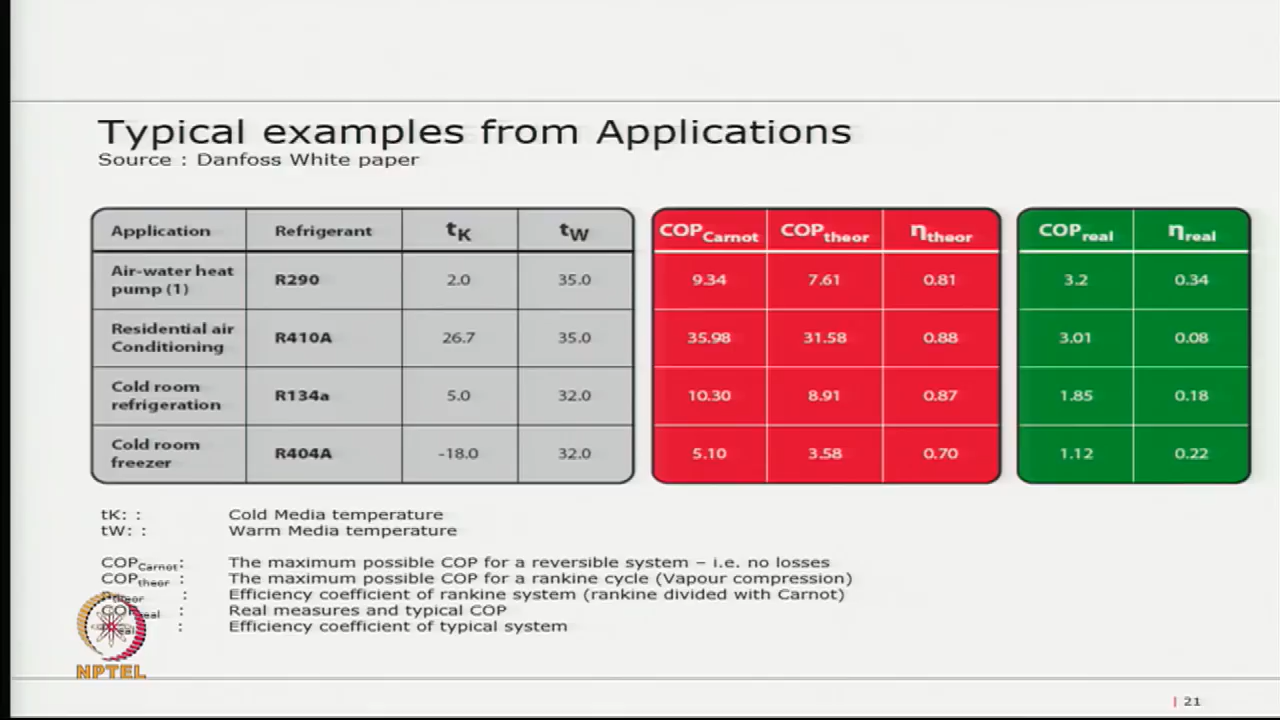 Typical examples from Applications
Source : Danfoss White paper
Application Refrigerant tK tW COPCarnot COPtheor ηtheor COPreal ηreal
Air-water heat pump (1) R290 2.0 35.0 9.34 7.61 0.81 3.2 0.34
Residential air Conditioning R410A 26.7 35.0 35.98 31.58 0.88 3.01 0.08
Cold room refrigeration R134a 5.0 32.0 10.30 8.91 0.87 1.85 0.18
Cold room freezer R404A -18.0 32.0 5.10 3.58 0.70 1.12 0.22
tK: : Cold Media temperature
tW: : Warm Media temperature
COPCarnot: The maximum possible COP for a reversible system – i.e. no losses
COPtheor : The maximum possible COP for a rankine cycle (Vapour compression)
: Efficiency coefficient of rankine system (rankine divided with Carnot)
: Real measures and typical COP
: Efficiency coefficient of typical system
NPTEL
| 21